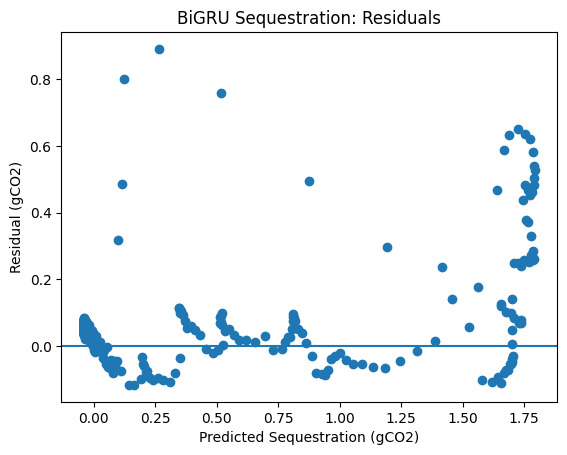 BiGRU Sequestration: Residuals
Residual (gCO2)
0.8
0.6
0.4
0.2
0.0
0.00 0.25 0.50 0.75 1.00 1.25 1.50 1.75
Predicted Sequestration (gCO2)